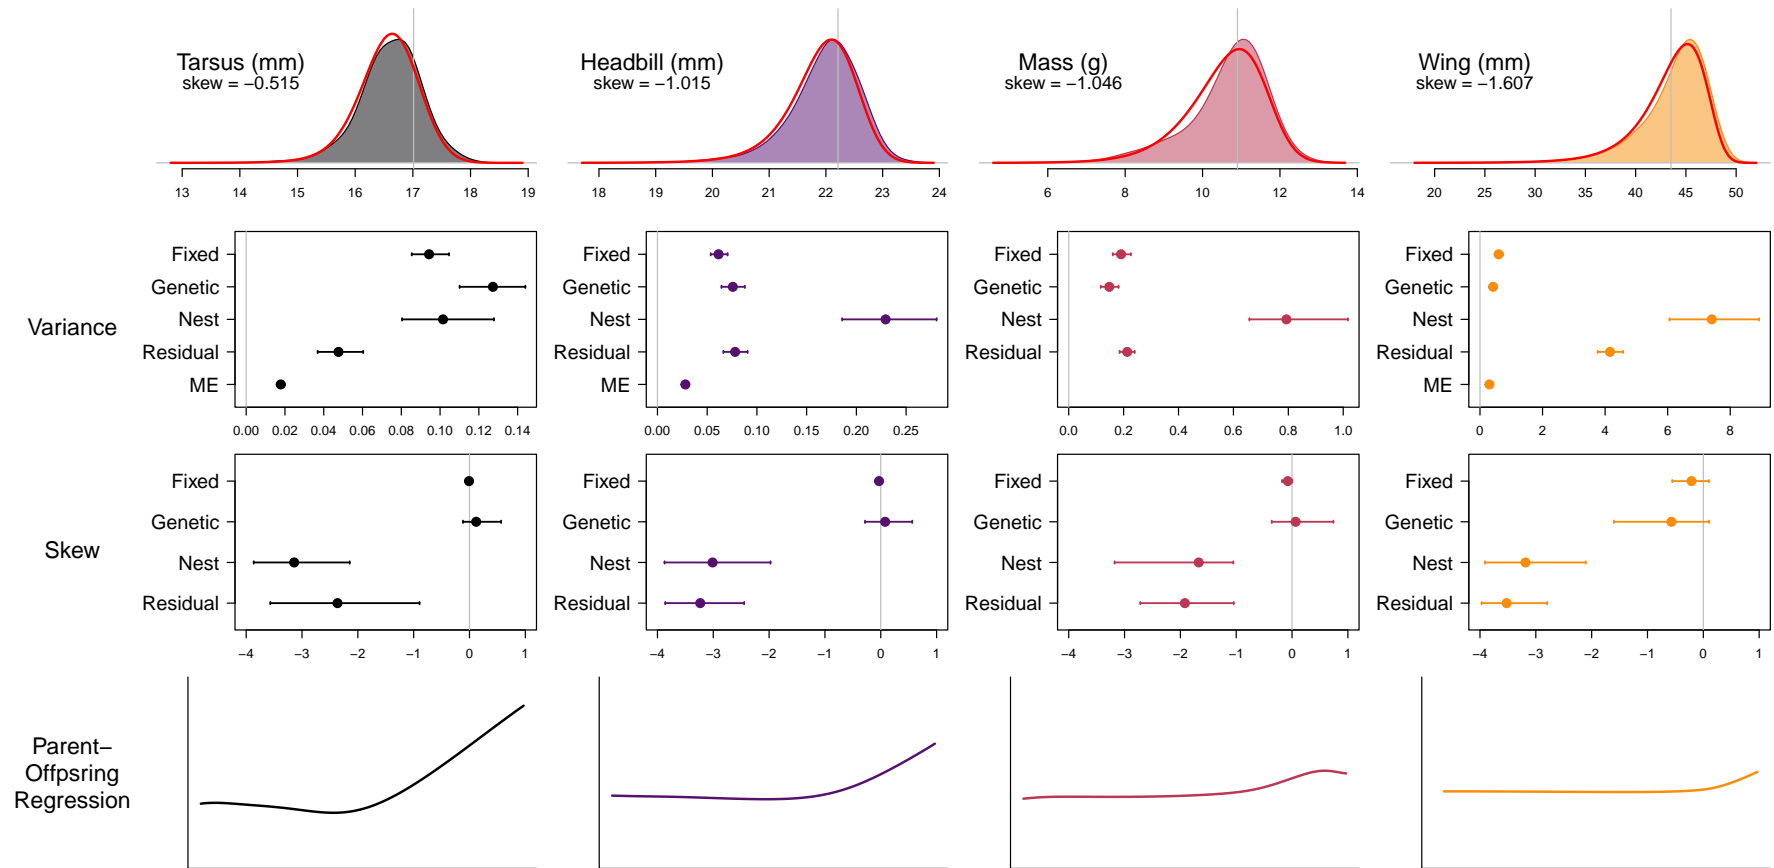 Tarsus (mm)
skew = −0.515
Headbill (mm)
skew = −1.015
Mass (g)
skew = −1.046
Wing (mm)
skew = −1.607
13 14 15 16 17 18 19
18 19 20 21 22 23 24
6 8 10 12 14
20 25 30 35 40 45 50
Variance
Fixed
Genetic
Nest
Residual
ME
0.00 0.02 0.04 0.06 0.08 0.10 0.12 0.14
Fixed
Genetic
Nest
Residual
ME
0.00 0.05 0.10 0.15 0.20 0.25
Fixed
Genetic
Nest
Residual
0.0 0.2 0.4 0.6 0.8 1.0
Fixed
Genetic
Nest
Residual
ME
0 2 4 6 8
Skew
Fixed
Genetic
Nest
Residual
−4 −3 −2 −1 0 1
Fixed
Genetic
Nest
Residual
−4 −3 −2 −1 0 1
Fixed
Genetic
Nest
Residual
−4 −3 −2 −1 0 1
Fixed
Genetic
Nest
Residual
−4 −3 −2 −1 0 1
Parent−
Offpsring
Regression